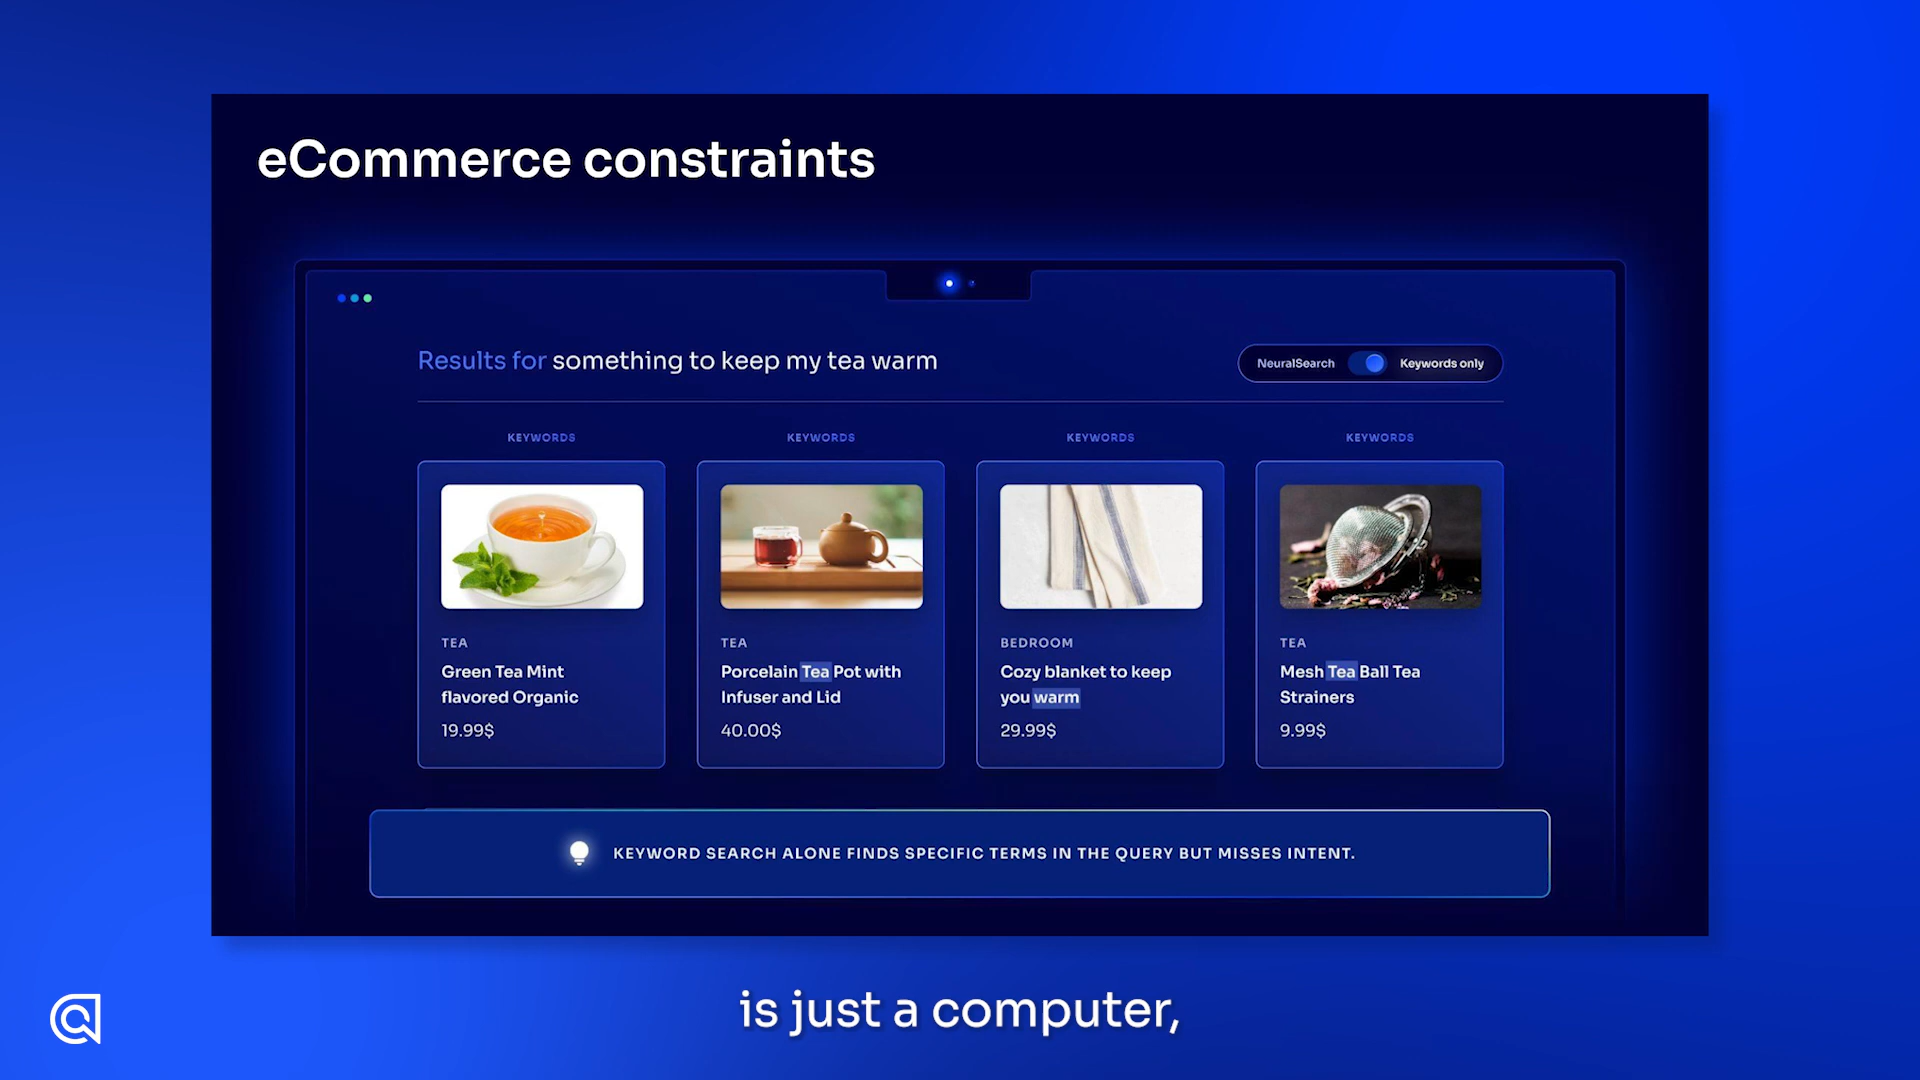 eCommerce constraints
Results for something to keep my tea warm
NeuralSearch Keywords only
KEYWORDS
KEYWORDS
KEYWORDS
KEYWORDS
TEA
Green Tea Mint
flavored Organic
19.99$
TEA
Porcelain Tea Pot with
Infuser and Lid
40.00$
BEDROOM
Cozy blanket to keep
you warm
29.99$
TEA
Mesh Tea Ball Tea
Strainers
9.99$
KEYWORD SEARCH ALONE FINDS SPECIFIC TERMS IN THE QUERY BUT MISSES INTENT.
is just a computer,